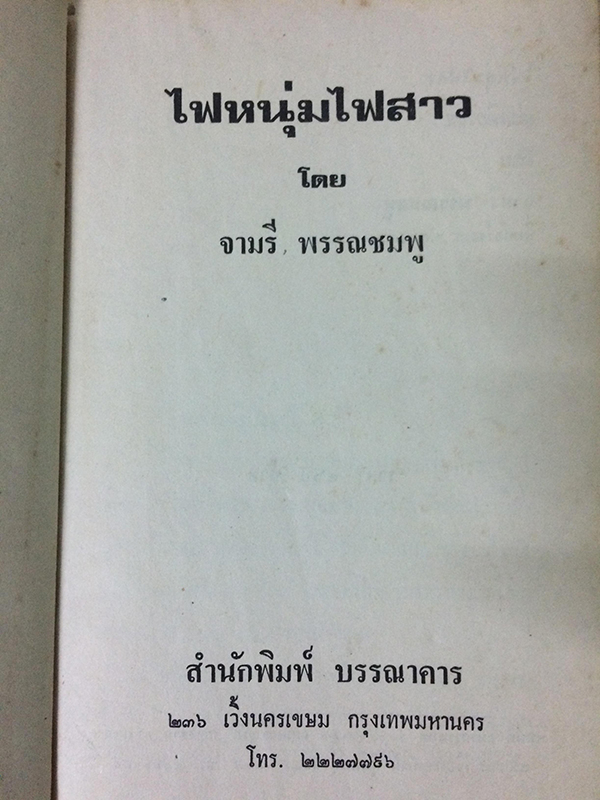 ไฟหนุ่มไฟสาว
โดย
จามรี พรรณชมพู
สำนักพิมพ์ บรรณาคาร
๒๓๖ เวิ้งนครเขษม กรุงเทพมหานคร
โทร. ๒๒๒๗๗๙๖